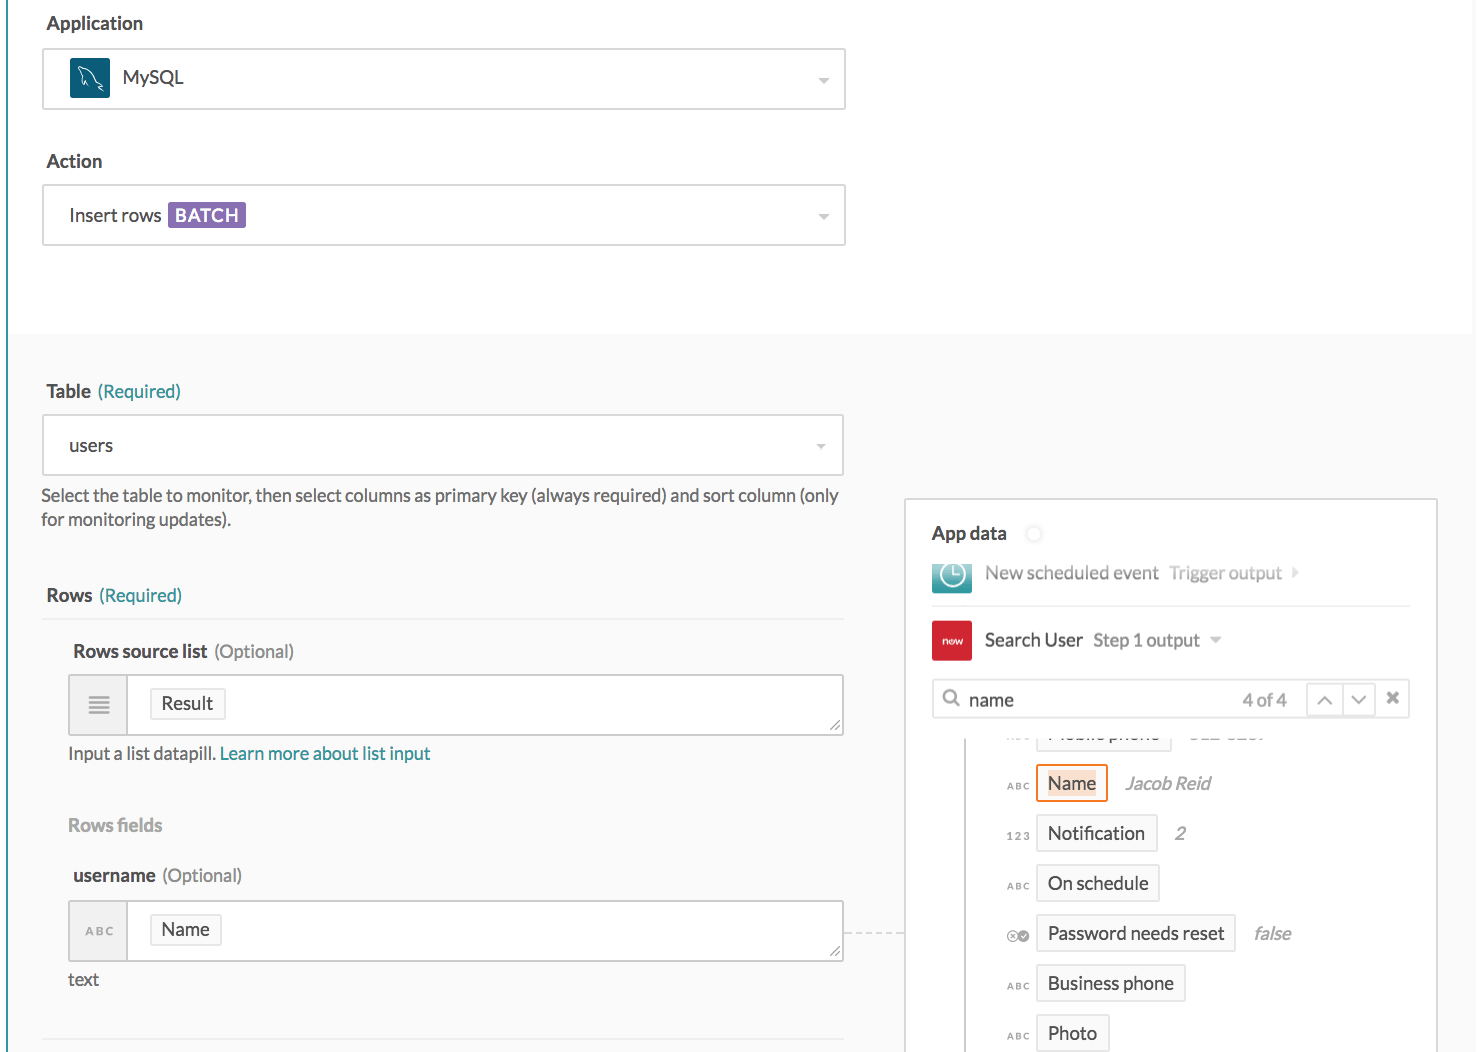 Application
MySQL
Action
Insert rows BATCH
Table (Required)
users
Select the table to monitor, then select columns as primary key (always required) and sort column (only
for monitoring updates).
Rows (Required)
Rows source list (Optional)
Result
Input a list datapill. Learn more about list input
Rows fields
username (Optional)
ABC Name
text
App data
New scheduled event Trigger output
now Search User Step 1 output
name 4 of 4
Mobile phone
ABC Name Jacob Reid
123 Notification 2
ABC On schedule
Password needs reset false
ABC Business phone
ABC Photo